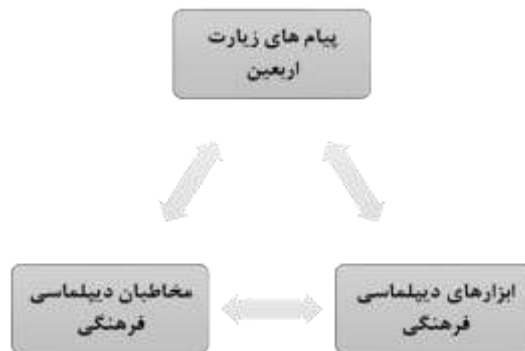 پیام های زیارت
اربعین
ابزارهای دیپلماسی
فرهنگی
مخاطبان دیپلماسی
فرهنگی